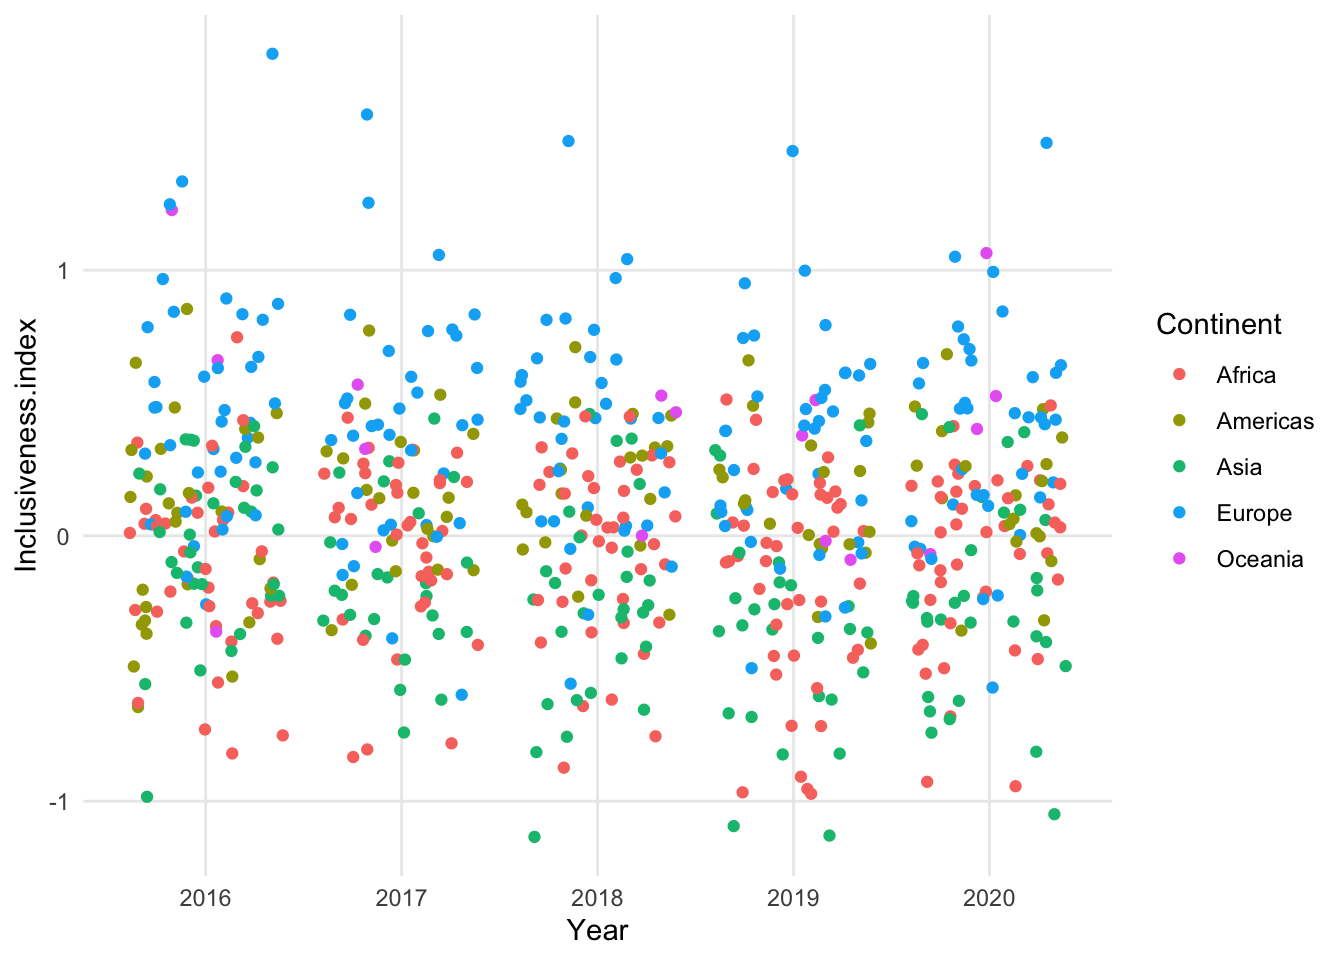 Inclusiveness.index
1
0
-1
2016
2017
2018
2019
2020
Year
Continent
Africa
Americas
Asia
Europe
Oceania